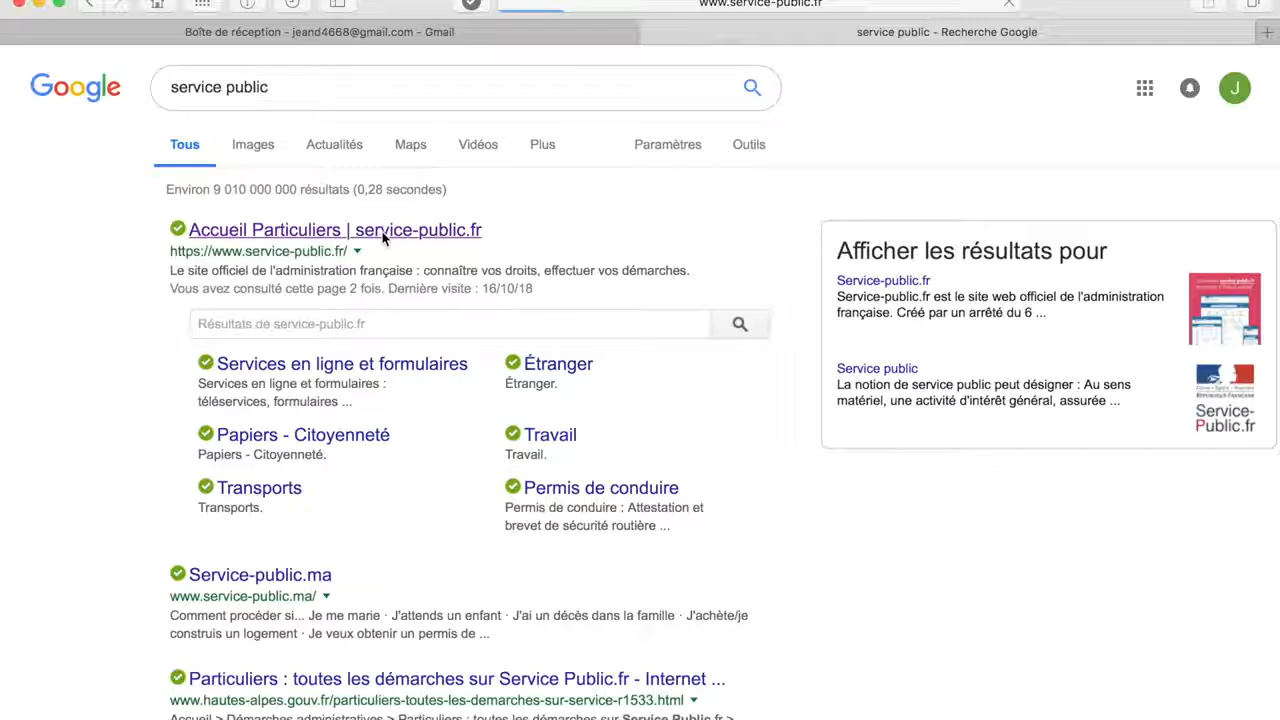 www.service-public.fr
Boîte de réception - jeand4668@gmail.com - Gmail
service public - Recherche Google
Google
service public
J
Tous Images Actualités Maps Vidéos Plus Paramètres Outils
Environ 9 010 000 000 résultats (0,28 secondes)
Accueil Particuliers | service-public.fr
https://www.service-public.fr/
Le site officiel de l'administration française : connaître vos droits, effectuer vos démarches.
Vous avez consulté cette page 2 fois. Dernière visite : 16/10/18
Résultats de service-public.fr
Services en ligne et formulaires
Services en ligne et formulaires :
téléservices, formulaires ...
Étranger
Étranger.
Papiers - Citoyenneté
Papiers - Citoyenneté.
Travail
Travail.
Transports
Transports.
Permis de conduire
Permis de conduire : Attestation et
brevet de sécurité routière ...
Service-public.ma
www.service-public.ma/
Comment procéder si... Je me marie · J'attends un enfant · J'ai un décès dans la famille · J'achète/je
construis un logement · Je veux obtenir un permis de ...
Particuliers : toutes les démarches sur Service Public.fr - Internet ...
www.hautes-alpes.gouv.fr/particuliers-toutes-les-demarches-sur-service-r1533.html
Accueil > Démarches administratives > Particuliers : toutes les démarches sur Service Public.fr >
Afficher les résultats pour
Service-public.fr
Service-public.fr est le site web officiel de l'administration
française. Créé par un arrêté du 6 ...
Service public
La notion de service public peut désigner : Au sens
matériel, une activité d'intérêt général, assurée ...
Service-
Public.fr